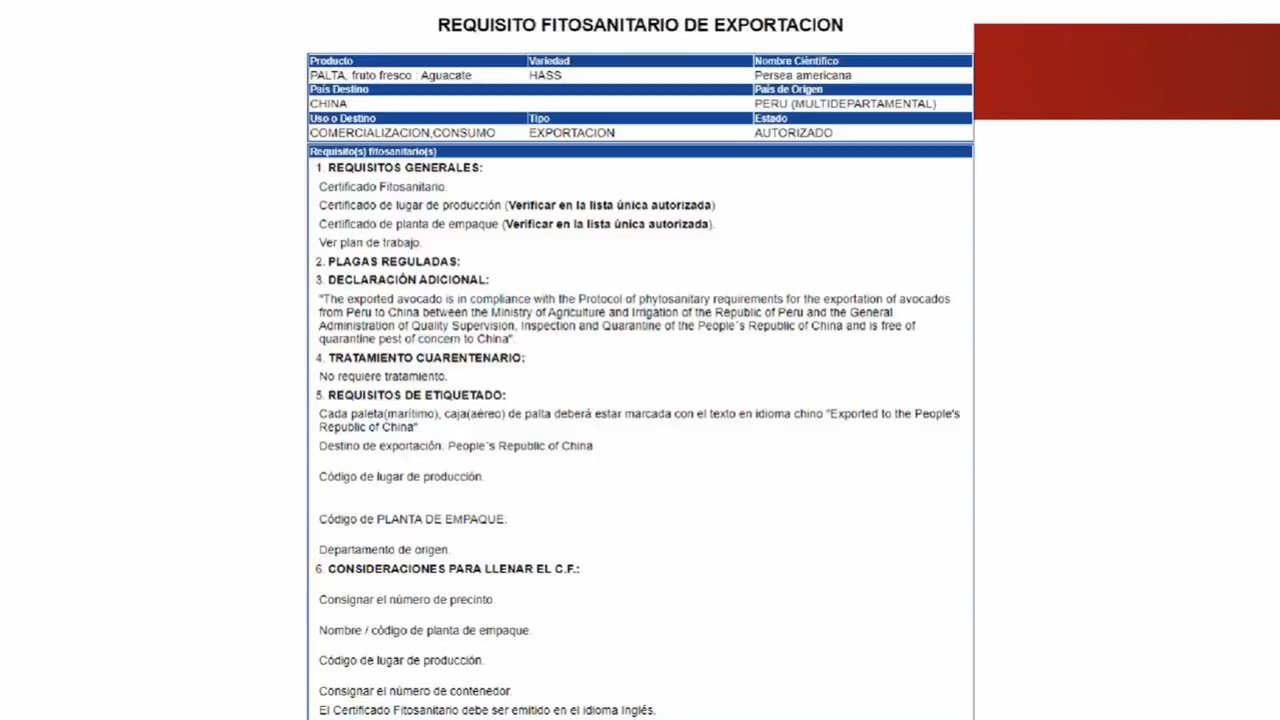 REQUISITO FITOSANITARIO DE EXPORTACION
Producto Variedad Nombre Científico
PALTA, fruto fresco : Aguacate HASS Persea americana
País Destino País de Origen
CHINA PERU (MULTIDEPARTAMENTAL)
Uso o Destino Tipo Estado
COMERCIALIZACION,CONSUMO EXPORTACION AUTORIZADO
Requisito(s) fitosanitario(s)
1. REQUISITOS GENERALES:
Certificado Fitosanitario.
Certificado de lugar de producción (Verificar en la lista única autorizada)
Certificado de planta de empaque (Verificar en la lista única autorizada).
Ver plan de trabajo.
2. PLAGAS REGULADAS:
3. DECLARACIÓN ADICIONAL:
"The exported avocado is in compliance with the Protocol of phytosanitary requirements for the exportation of avocados
from Peru to China between the Ministry of Agriculture and Irrigation of the Republic of Peru and the General
Administration of Quality Supervision, Inspection and Quarantine of the People´s Republic of China and is free of
quarantine pest of concern to China".
4. TRATAMIENTO CUARENTENARIO:
No requiere tratamiento.
5. REQUISITOS DE ETIQUETADO:
Cada paleta(marítimo), caja(aéreo) de palta deberá estar marcada con el texto en idioma chino "Exported to the People's
Republic of China"
Destino de exportación: People´s Republic of China
Código de lugar de producción.
Código de PLANTA DE EMPAQUE.
Departamento de origen.
6. CONSIDERACIONES PARA LLENAR EL C.F.:
Consignar el número de precinto.
Nombre / código de planta de empaque.
Código de lugar de producción.
Consignar el número de contenedor.
El Certificado Fitosanitario debe ser emitido en el idioma Inglés.